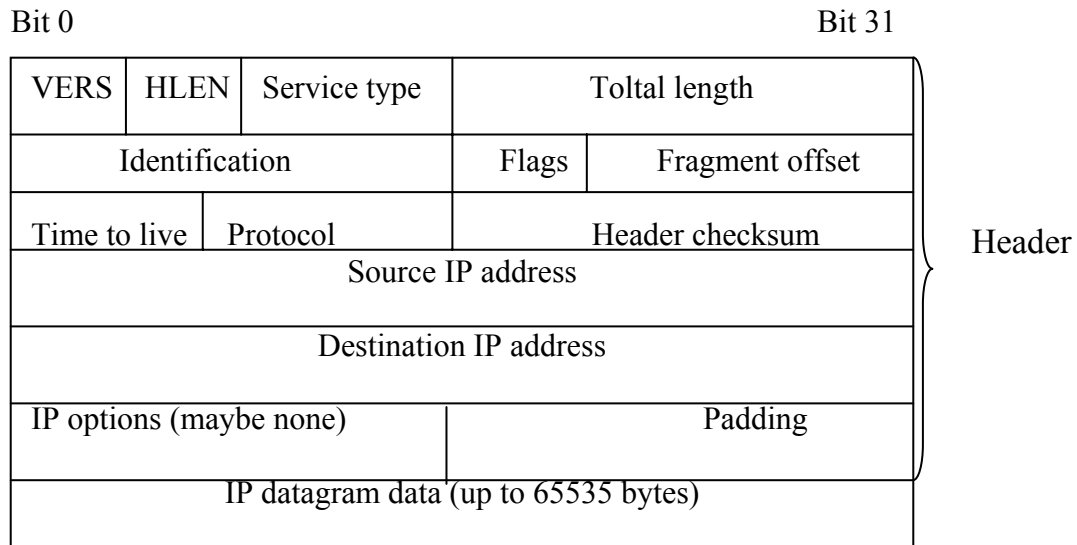 Bit 0 Bit 31
VERS HLEN Service type Toltal length
Identification Flags Fragment offset
Time to live Protocol Header checksum
Header
Source IP address
Destination IP address
IP options (maybe none) Padding
IP datagram data (up to 65535 bytes)